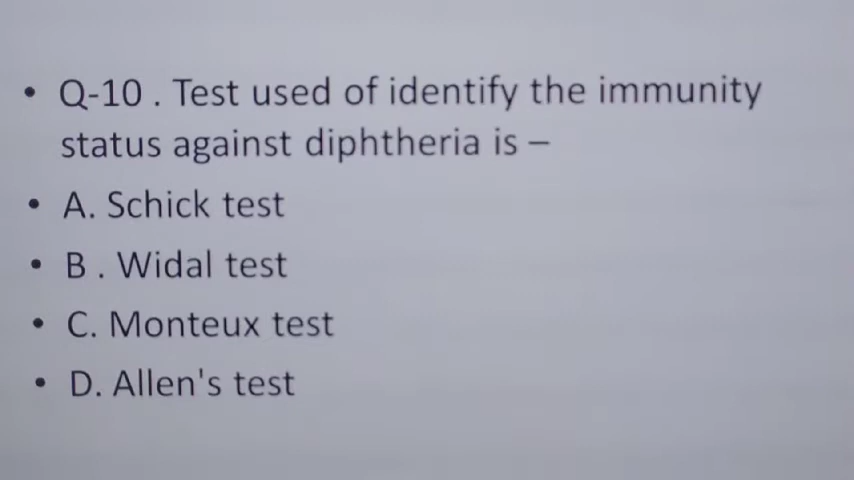 • Q-10 . Test used of identify the immunity
status against diphtheria is –
• A. Schick test
• B . Widal test
• C. Monteux test
• D. Allen's test